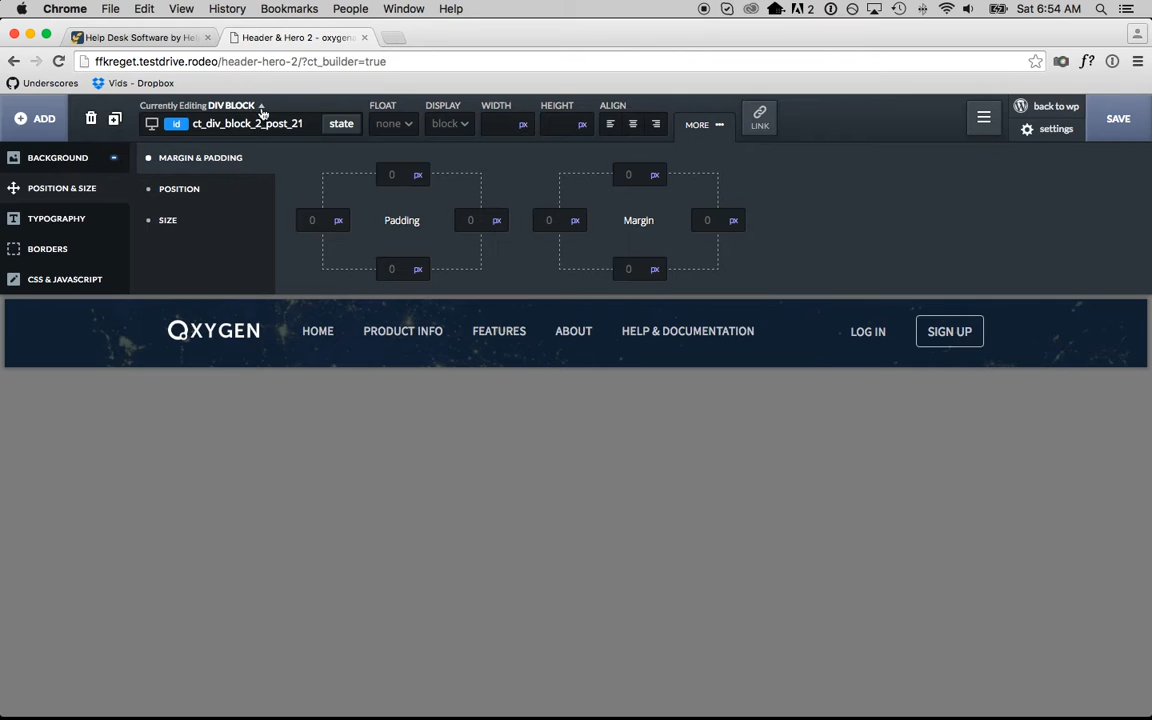 Chrome File Edit View History Bookmarks People Window Help 2 Sat 6:54 AM
Help Desk Software by Hel Header & Hero 2 - oxygena
ffkreget.testdrive.rodeo/header-hero-2/?ct_builder=true
Underscores Vids - Dropbox
Currently Editing DIV BLOCK FLOAT DISPLAY WIDTH HEIGHT ALIGN
ADD id ct_div_block_2_post_21 state none block px px MORE LINK back to wp settings SAVE
BACKGROUND MARGIN & PADDING 0 px 0 px
POSITION & SIZE POSITION
TYPOGRAPHY SIZE 0 px Padding 0 px 0 px Margin 0 px
BORDERS
CSS & JAVASCRIPT 0 px 0 px
OXYGEN HOME PRODUCT INFO FEATURES ABOUT HELP & DOCUMENTATION LOG IN SIGN UP